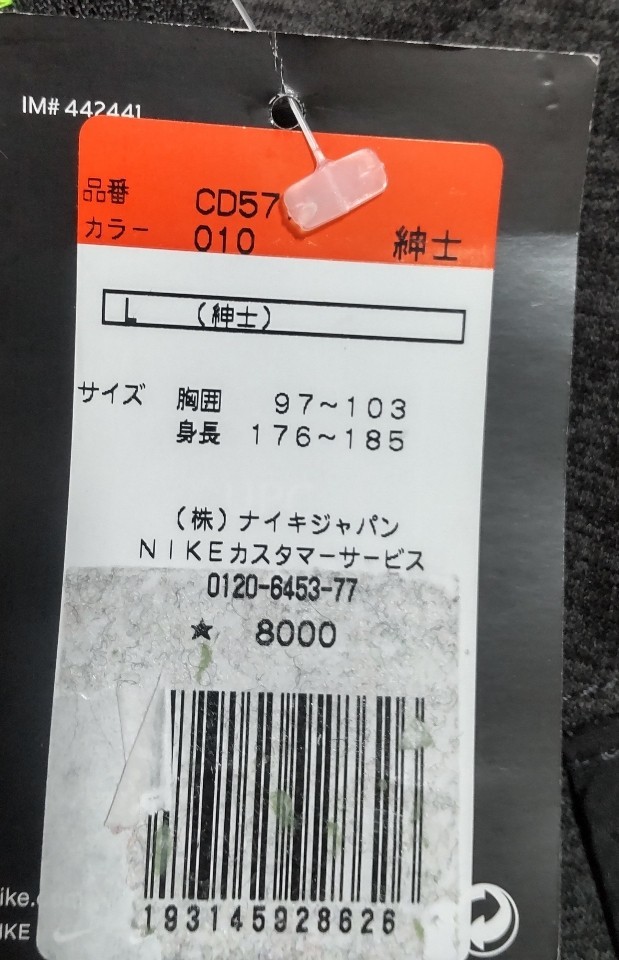 IM# 442441
品番 CD57
カラー 010 紳士
L (紳士)
サイズ 胸囲 97~103
身長 176~185
(株)ナイキジャパン
NIKEカスタマーサービス
0120-6453-77
★ 8000
193145928626